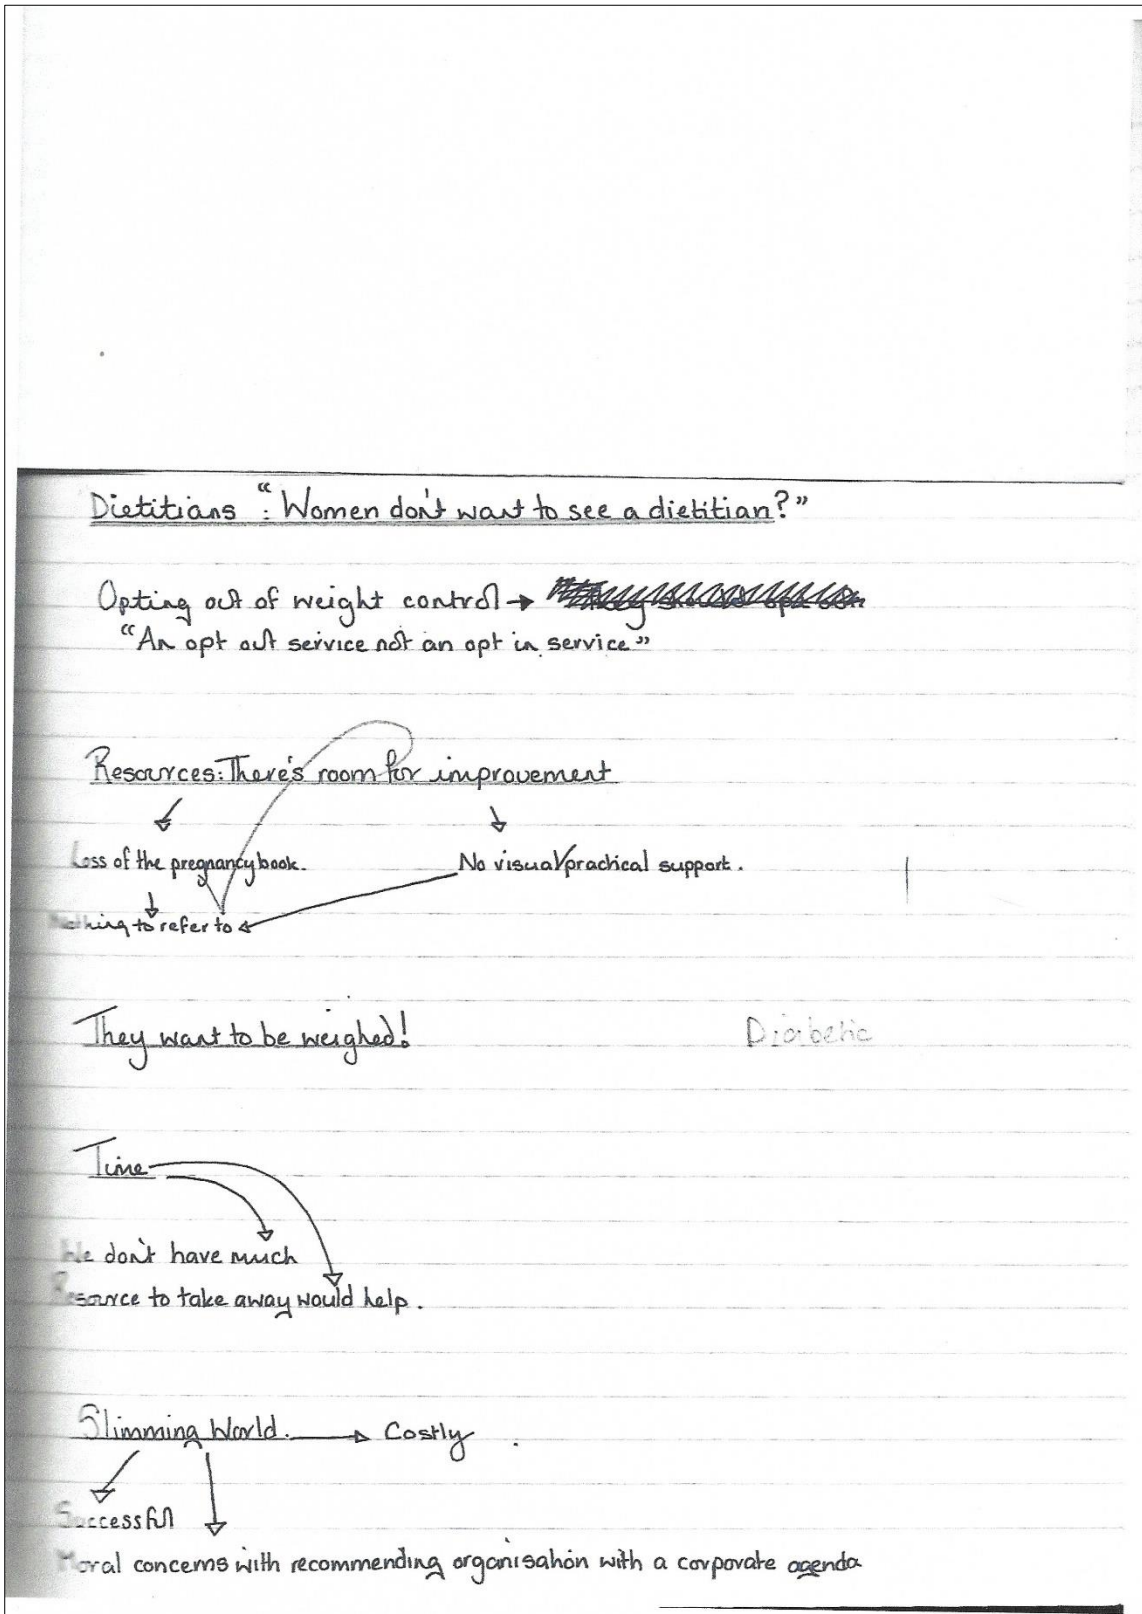 Dietitians : "Women don't want to see a dietitian?"
Opting out of weight control →
"An opt out service not an opt in service"
Resources: There's room for improvement
Loss of the pregnancy book. No visual/practical support.
Nothing to refer to
They want to be weighed! Diabetic
Time
We don't have much
Resource to take away would help.
Slimming World. → Costly
Successful
Moral concerns with recommending organisation with a corporate agenda